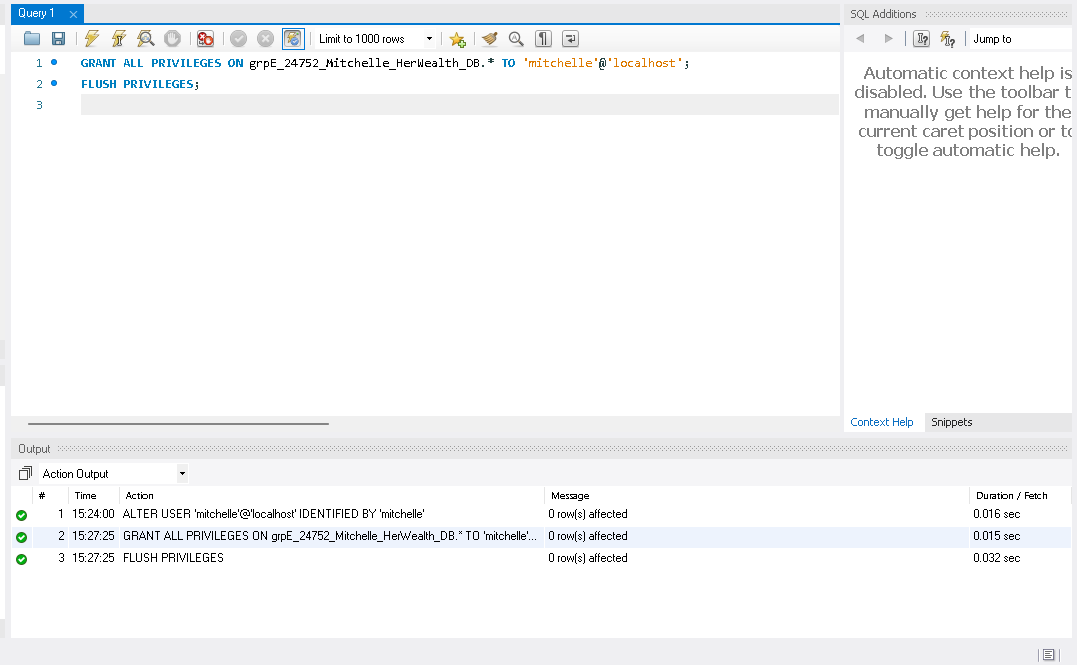 Query 1
SQL Additions
Limit to 1000 rows
Jump to
1 GRANT ALL PRIVILEGES ON grpE_24752_Mitchelle_HerWealth_DB.* TO 'mitchelle'@'localhost';
2 FLUSH PRIVILEGES;
3
Automatic context help is
disabled. Use the toolbar t
manually get help for the
current caret position or to
toggle automatic help.
Context Help Snippets
Output
Action Output
# Time Action Message Duration / Fetch
1 15:24:00 ALTER USER 'mitchelle'@'localhost' IDENTIFIED BY 'mitchelle' 0 row(s) affected 0.016 sec
2 15:27:25 GRANT ALL PRIVILEGES ON grpE_24752_Mitchelle_HerWealth_DB.* TO 'mitchelle'... 0 row(s) affected 0.015 sec
3 15:27:25 FLUSH PRIVILEGES 0 row(s) affected 0.032 sec